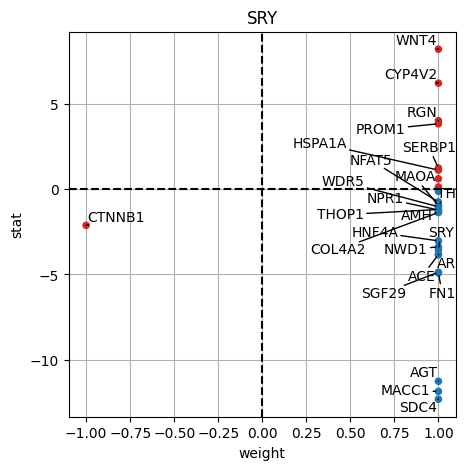 SRY
WNT4
CYP4V2
RGN
PROM1
HSPA1A
SERBP1
NFAT5
MAOA
WDR5
TH
NPR1
THOP1
AMH
CTNNB1
HNF4A
SRY
COL4A2
NWD1
AR
ACE
SGF29
FN1
AGT
MACC1
SDC4
5
0
−5
−10
stat
−1.00 −0.75 −0.50 −0.25 0.00 0.25 0.50 0.75 1.00
weight